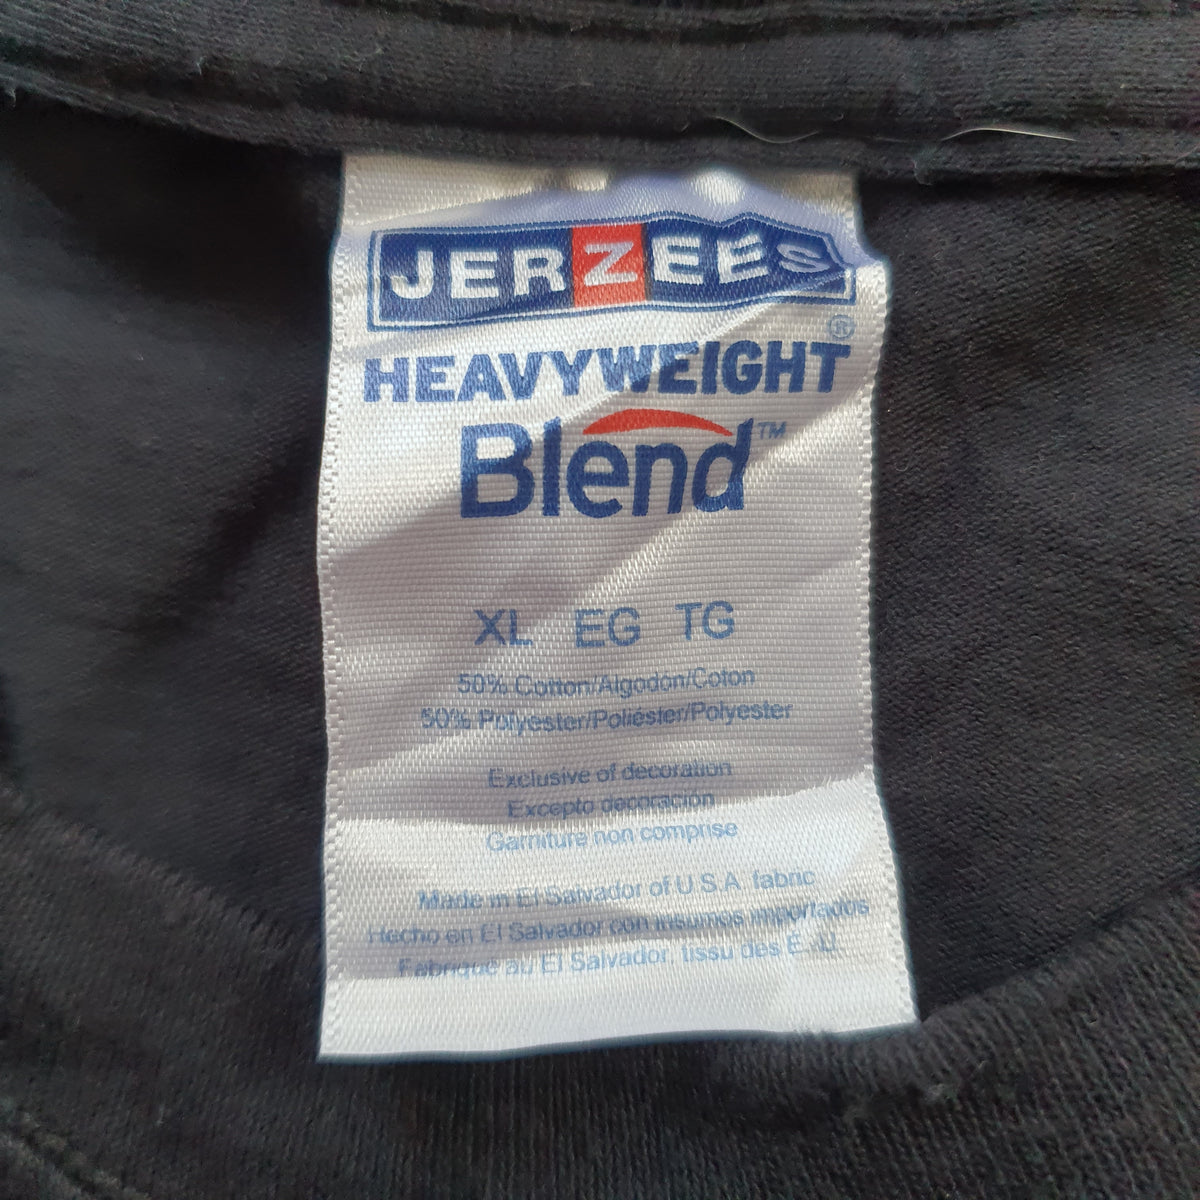 JERZEES®
HEAVYWEIGHT
Blend™
XL EG TG
50% Cotton/Algodon/Coton
50% Polyester/Poliéster/Polyester
Exclusive of decoration
Excepto decoración
Garniture non comprise
Made in El Salvador of U.S.A. fabric
Hecho en El Salvador con insumos importados
Fabriqué au El Salvador, tissu des É.-U.